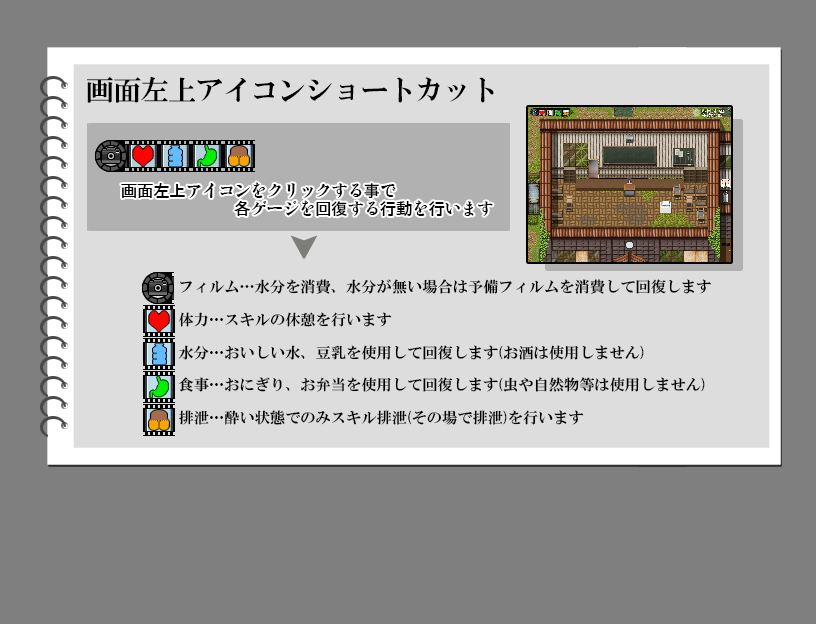 画面左上アイコンショートカット
画面左上アイコンをクリックする事で
各ゲージを回復する行動を行います
フィルム…水分を消費、水分が無い場合は予備フィルムを消費して回復します
体力…スキルの休憩を行います
水分…おいしい水、豆乳を使用して回復します(お酒は使用しません)
食事…おにぎり、お弁当を使用して回復します(虫や自然物等は使用しません)
排泄…酔い状態でのみスキル排泄(その場で排泄)を行います